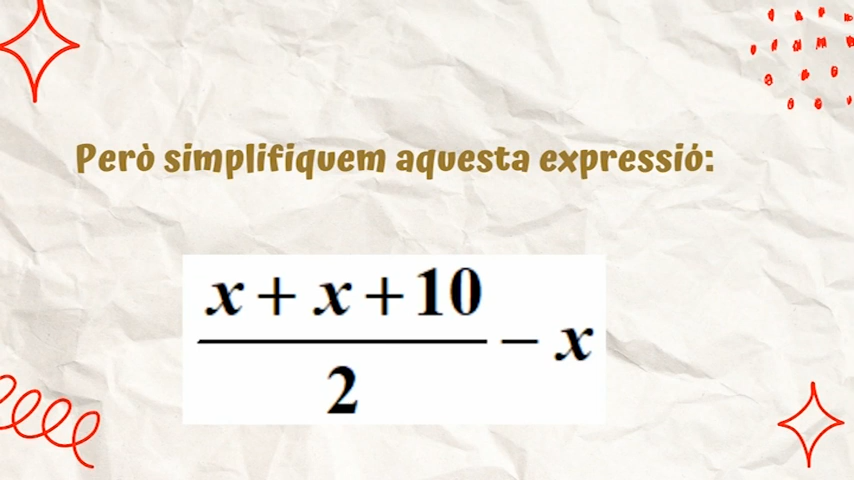 Però simplifiquem aquesta expressió:
x + x + 10
2
− x